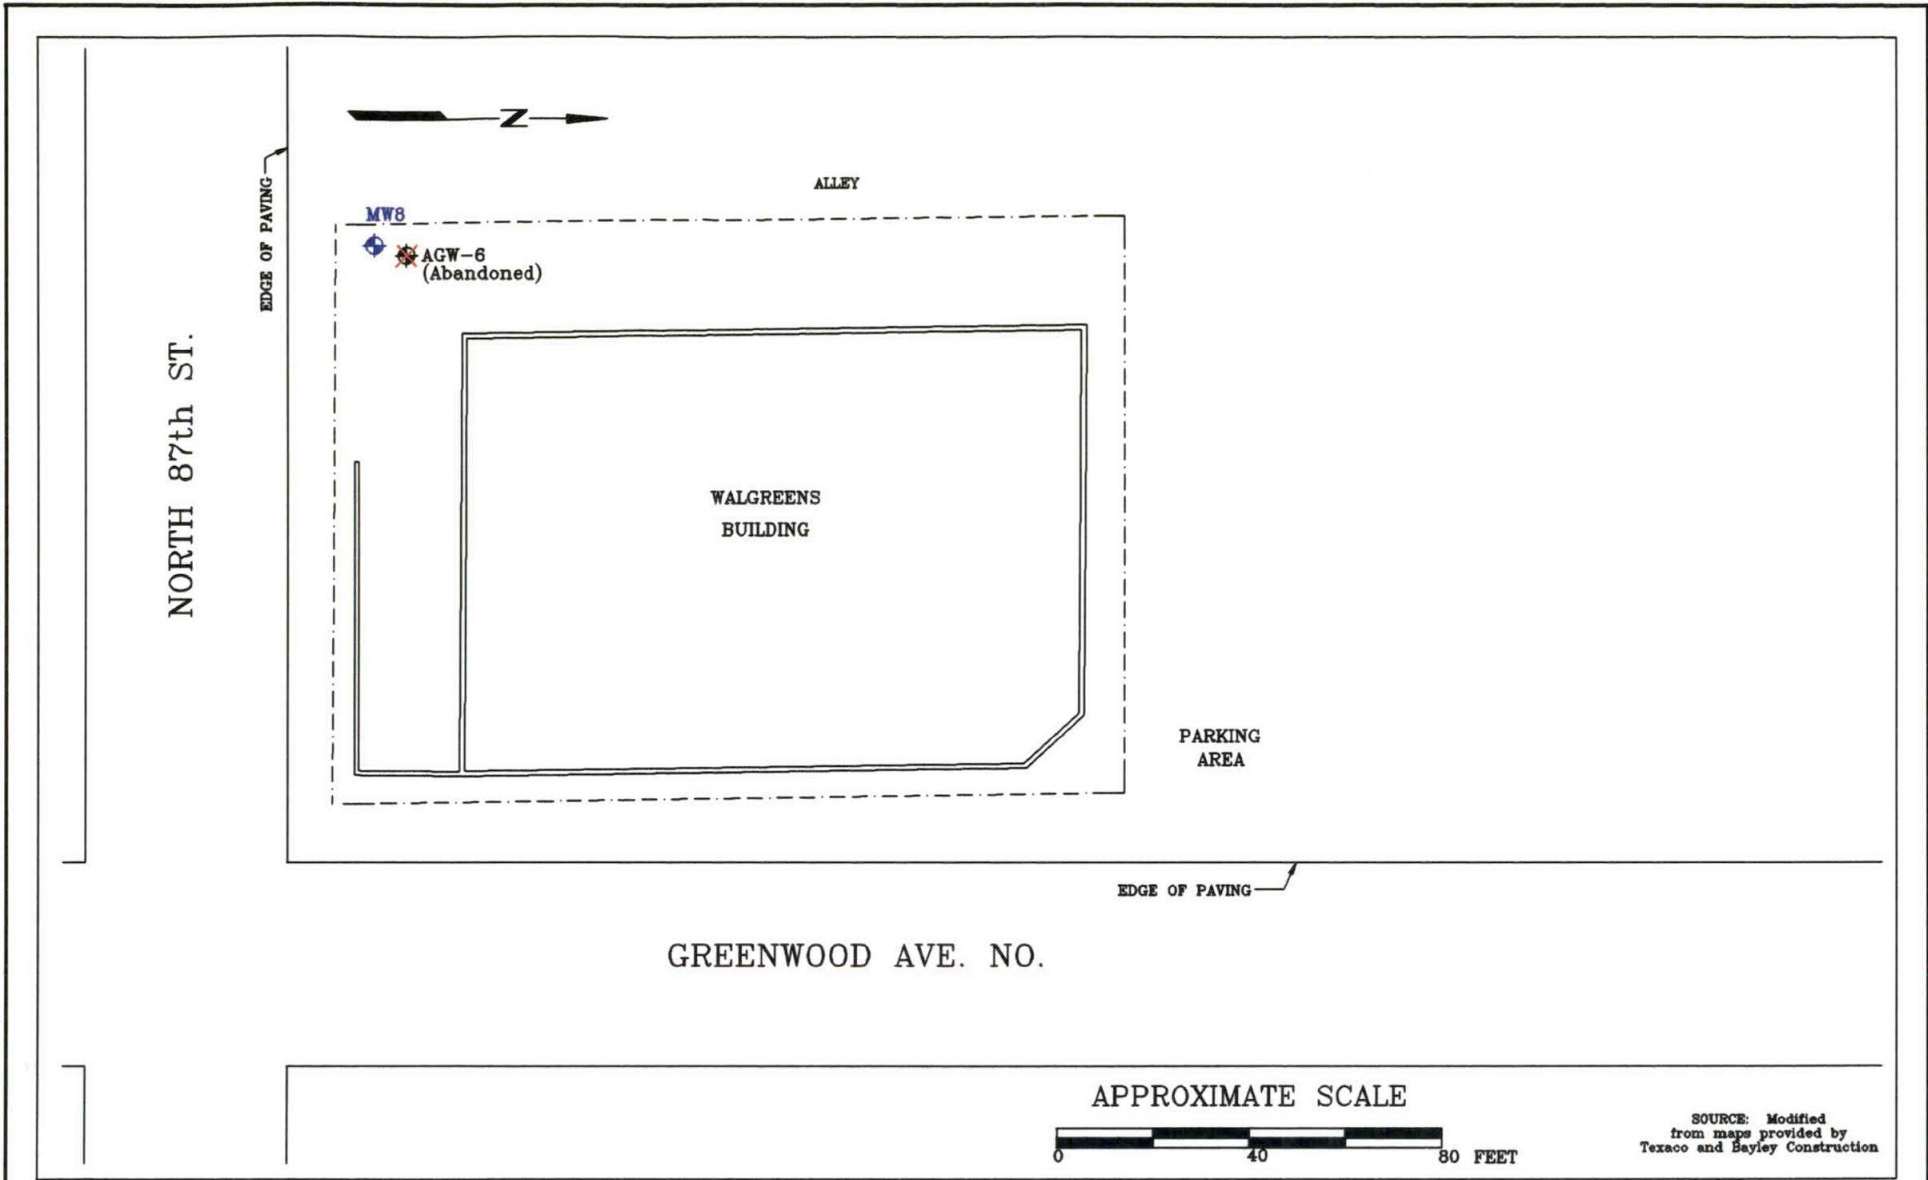 N
ALLEY
EDGE OF PAVING
MW8
AGW-6
(Abandoned)
NORTH 87th ST.
WALGREENS
BUILDING
PARKING
AREA
EDGE OF PAVING
GREENWOOD AVE. NO.
APPROXIMATE SCALE
0 40 80 FEET
SOURCE: Modified
from maps provided by
Texaco and Bayley Construction